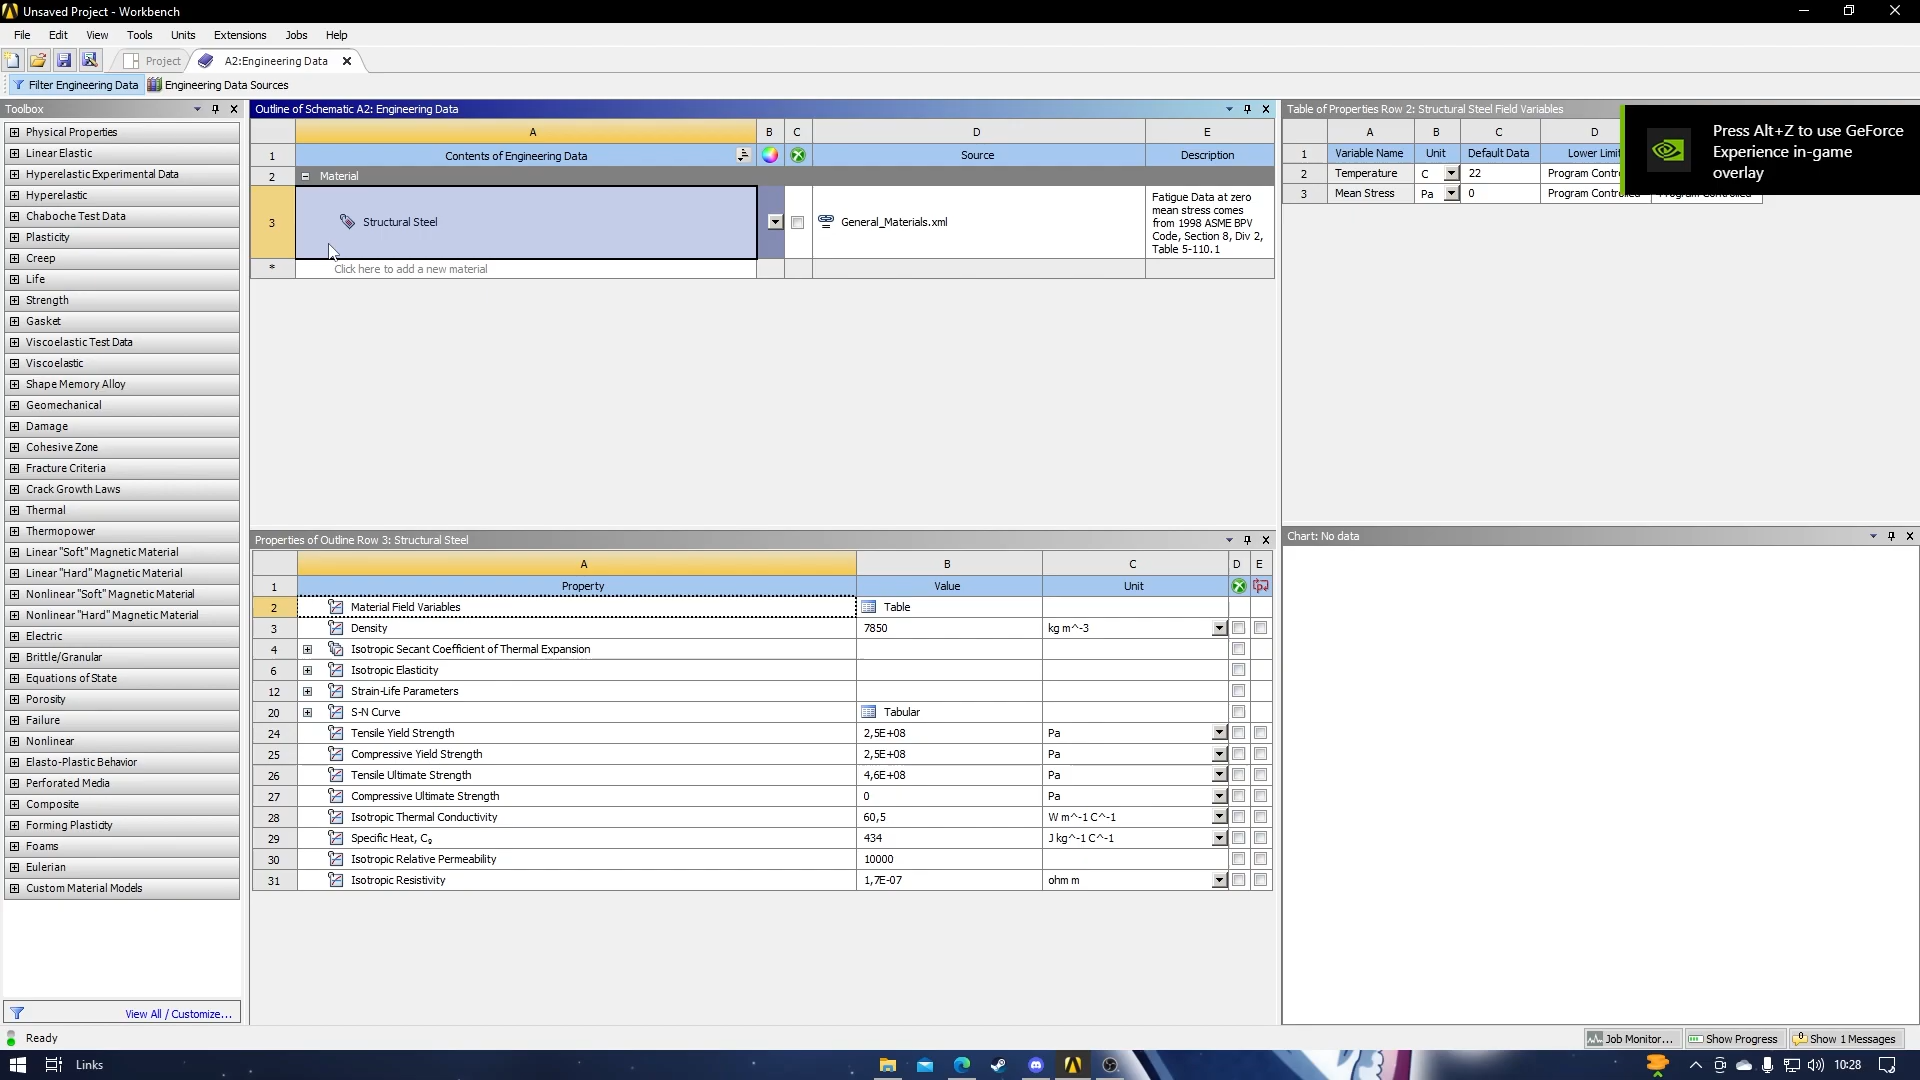 Unsaved Project - Workbench
File Edit View Tools Units Extensions Jobs Help
Project A2:Engineering Data
Filter Engineering Data Engineering Data Sources
Toolbox
Physical Properties
Linear Elastic
Hyperelastic Experimental Data
Hyperelastic
Chaboche Test Data
Plasticity
Creep
Life
Strength
Gasket
Viscoelastic Test Data
Viscoelastic
Shape Memory Alloy
Geomechanical
Damage
Cohesive Zone
Fracture Criteria
Crack Growth Laws
Thermal
Thermopower
Linear "Soft" Magnetic Material
Linear "Hard" Magnetic Material
Nonlinear "Soft" Magnetic Material
Nonlinear "Hard" Magnetic Material
Electric
Brittle/Granular
Equations of State
Porosity
Failure
Nonlinear
Elasto-Plastic Behavior
Perforated Media
Composite
Forming Plasticity
Foams
Eulerian
Custom Material Models
View All / Customize...
Outline of Schematic A2: Engineering Data
A B C D E
1 Contents of Engineering Data Source Description
2 Material
3 Structural Steel General_Materials.xml
Fatigue Data at zero
mean stress comes
from 1998 ASME BPV
Code, Section 8, Div 2,
Table 5-110.1
* Click here to add a new material
Properties of Outline Row 3: Structural Steel
A B C D E
1 Property Value Unit
2 Material Field Variables Table
3 Density 7850 kg m^-3
4 Isotropic Secant Coefficient of Thermal Expansion
6 Isotropic Elasticity
12 Strain-Life Parameters
20 S-N Curve Tabular
24 Tensile Yield Strength 2,5E+08 Pa
25 Compressive Yield Strength 2,5E+08 Pa
26 Tensile Ultimate Strength 4,6E+08 Pa
27 Compressive Ultimate Strength 0 Pa
28 Isotropic Thermal Conductivity 60,5 W m^-1 C^-1
29 Specific Heat, Cₚ 434 J kg^-1 C^-1
30 Isotropic Relative Permeability 10000
31 Isotropic Resistivity 1,7E-07 ohm m
Table of Properties Row 2: Structural Steel Field Variables
A B C D
1 Variable Name Unit Default Data Lower Limit
2 Temperature C 22 Program Contro
3 Mean Stress Pa 0
Press Alt+Z to use GeForce
Experience in-game
overlay
Chart: No data
Ready
Job Monitor... Show Progress Show 1 Messages
Links
10:28